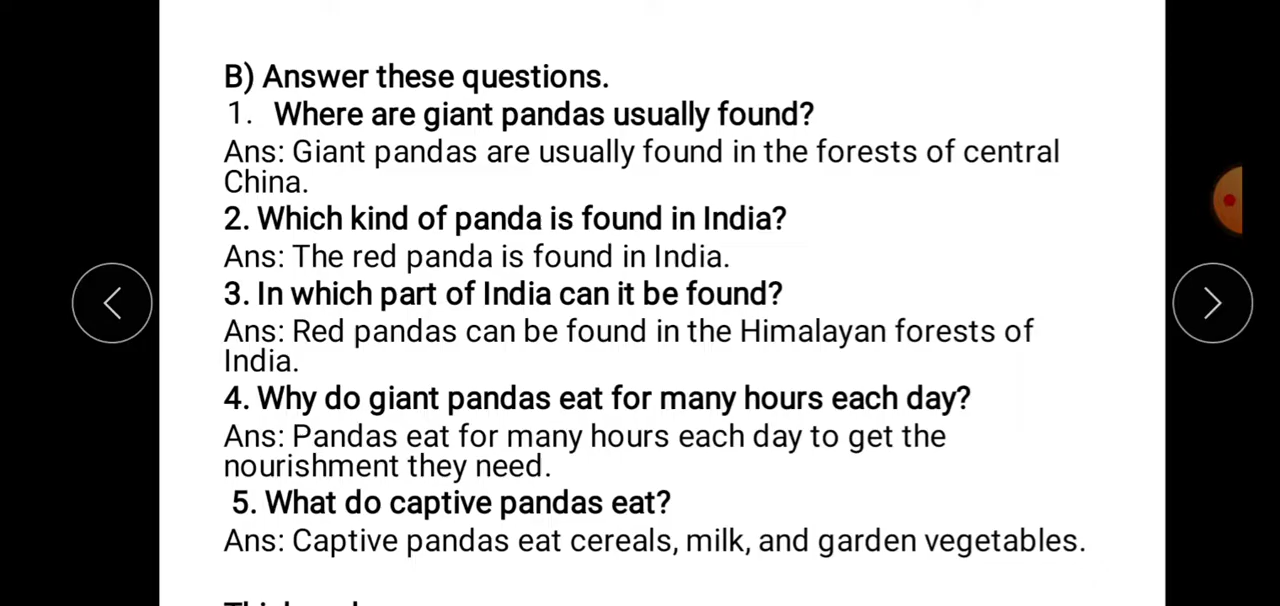 B) Answer these questions.
1. Where are giant pandas usually found?
Ans: Giant pandas are usually found in the forests of central
China.
2. Which kind of panda is found in India?
Ans: The red panda is found in India.
3. In which part of India can it be found?
Ans: Red pandas can be found in the Himalayan forests of
India.
4. Why do giant pandas eat for many hours each day?
Ans: Pandas eat for many hours each day to get the
nourishment they need.
5. What do captive pandas eat?
Ans: Captive pandas eat cereals, milk, and garden vegetables.